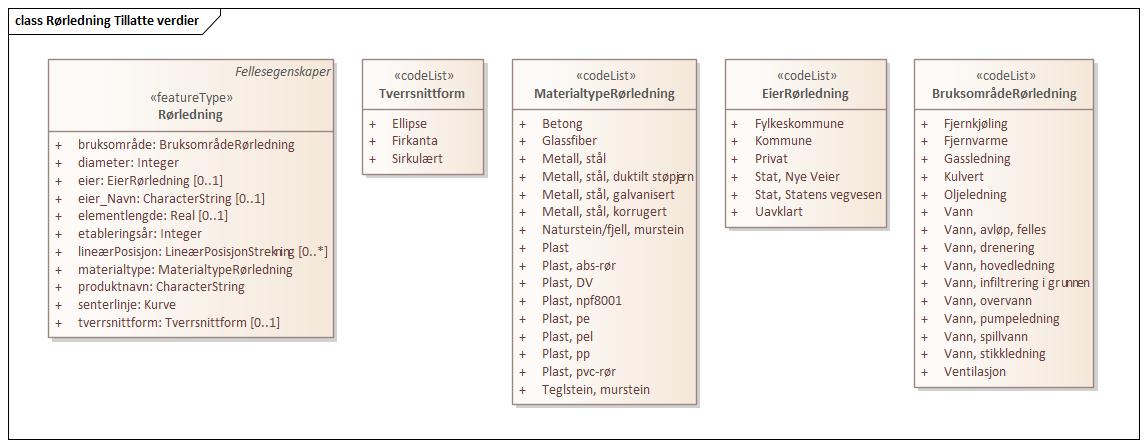 class Rørledning Tillatte verdier
Fellesegenskaper
«featureType»
Rørledning
+ bruksområde: BruksområdeRørledning
+ diameter: Integer
+ eier: EierRørledning [0..1]
+ eier_Navn: CharacterString [0..1]
+ elementlengde: Real [0..1]
+ etableringsår: Integer
+ lineærPosisjon: LineærPosisjonStrekning [0..*]
+ materialtype: MaterialtypeRørledning
+ produktnavn: CharacterString
+ senterlinje: Kurve
+ tverrsnittform: Tverrsnittform [0..1]
«codeList»
Tverrsnittform
+ Ellipse
+ Firkanta
+ Sirkulært
«codeList»
MaterialtypeRørledning
+ Betong
+ Glassfiber
+ Metall, stål
+ Metall, stål, duktilt støpejern
+ Metall, stål, galvanisert
+ Metall, stål, korrugert
+ Naturstein/fjell, murstein
+ Plast
+ Plast, abs-rør
+ Plast, DV
+ Plast, npf8001
+ Plast, pe
+ Plast, pel
+ Plast, pp
+ Plast, pvc-rør
+ Teglstein, murstein
«codeList»
EierRørledning
+ Fylkeskommune
+ Kommune
+ Privat
+ Stat, Nye Veier
+ Stat, Statens vegvesen
+ Uavklart
«codeList»
BruksområdeRørledning
+ Fjernkjøling
+ Fjernvarme
+ Gassledning
+ Kulvert
+ Oljeledning
+ Vann
+ Vann, avløp, felles
+ Vann, drenering
+ Vann, hovedledning
+ Vann, infiltrering i grunnen
+ Vann, overvann
+ Vann, pumpeledning
+ Vann, spillvann
+ Vann, stikkledning
+ Ventilasjon